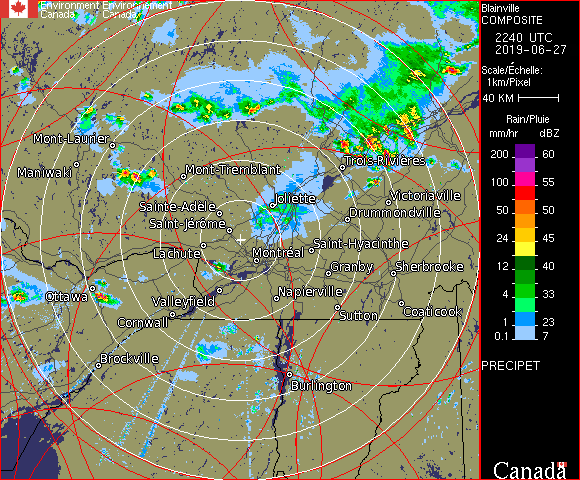 Environment Environnement
Canada Canada
Mont-Laurier
Maniwaki
Mont-Tremblant
Trois-Rivières
Joliette
Victoriaville
Sainte-Adèle
Drummondville
Saint-Jérôme
Lachute
Montréal
Saint-Hyacinthe
Granby
Sherbrooke
Ottawa
Valleyfield
Napierville
Cornwall
Sutton
Coaticook
Brockville
Burlington
Blainville
COMPOSITE
2240 UTC
2019-06-27
Scale/Échelle:
1km/Pixel
40 KM
Rain/Pluie
mm/hr dBZ
200 60
150 57
100 55
50 50
24 45
12 40
4 33
1 23
0.1 7
PRECIPET
Canada